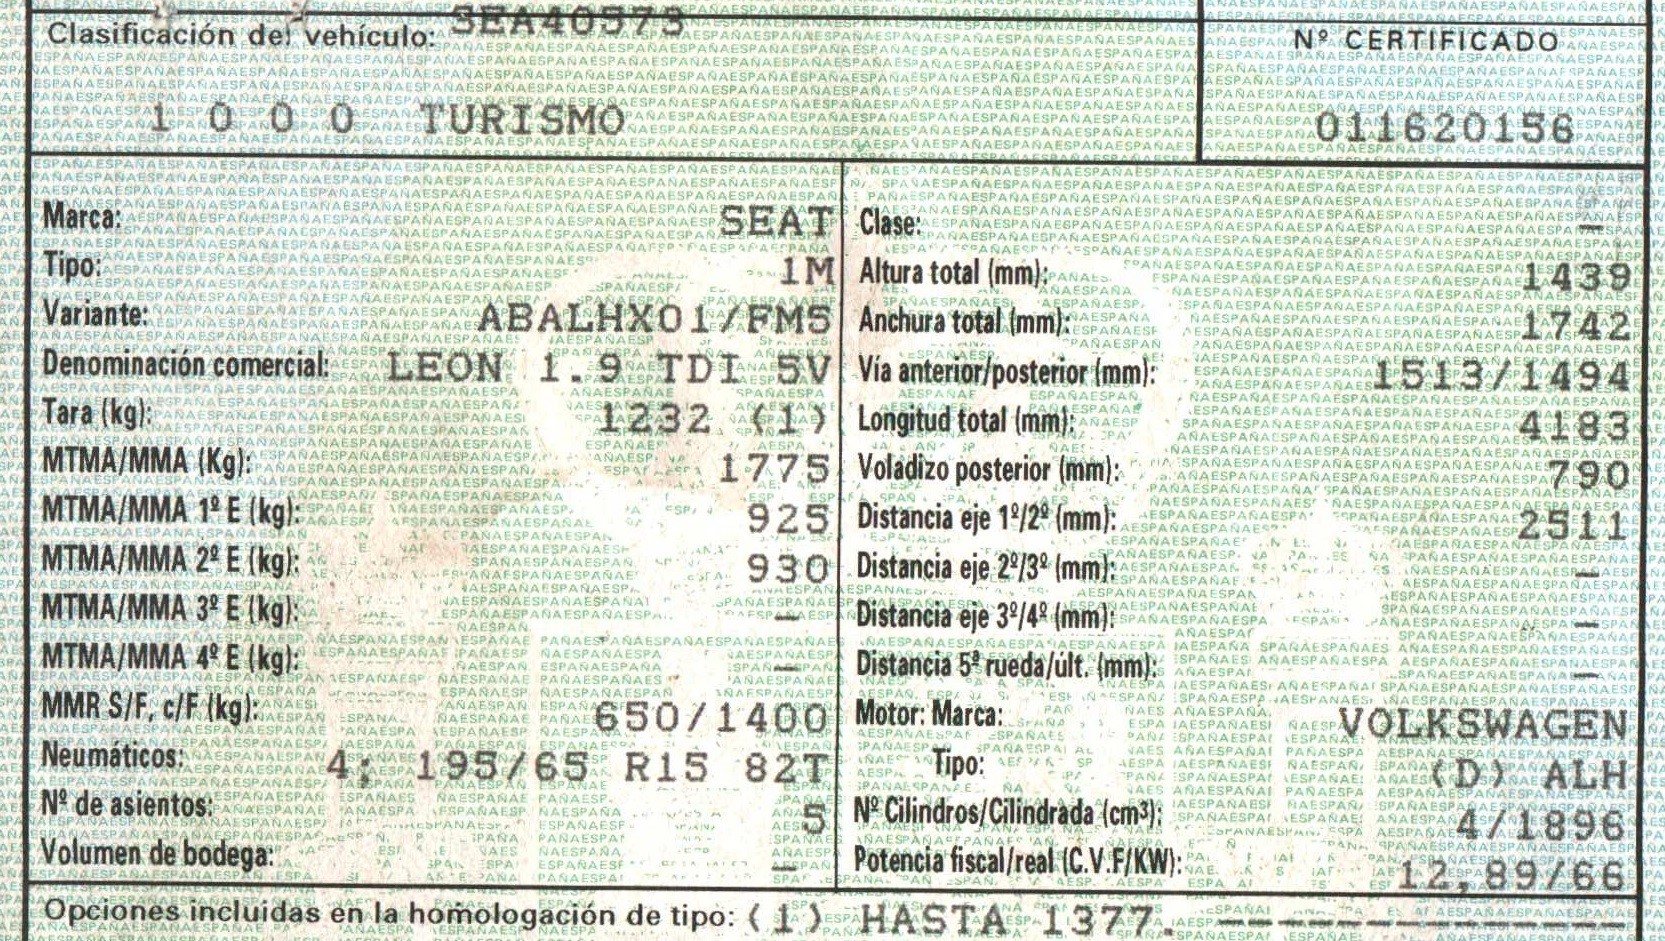 Clasificación del vehículo: SEA40573
Nº CERTIFICADO
1 0 0 0 TURISMO
011620156
Marca: SEAT
Tipo: 1M
Variante: ABALHX01/FM5
Denominación comercial: LEON 1.9 TDI 5V
Tara (kg): 1232 (1)
MTMA/MMA (Kg): 1775
MTMA/MMA 1º E (kg): 925
MTMA/MMA 2º E (kg): 930
MTMA/MMA 3º E (kg): —
MTMA/MMA 4º E (kg): —
MMR S/F, c/F (kg): 650/1400
Neumáticos: 4; 195/65 R15 82T
Nº de asientos: 5
Volumen de bodega: —
Clase: —
Altura total (mm): 1439
Anchura total (mm): 1742
Vía anterior/posterior (mm): 1513/1494
Longitud total (mm): 4183
Voladizo posterior (mm): 790
Distancia eje 1º/2º (mm): 2511
Distancia eje 2º/3º (mm): —
Distancia eje 3º/4º (mm): —
Distancia 5ª rueda/últ. (mm): —
Motor: Marca: VOLKSWAGEN
Tipo: (D) ALH
Nº Cilindros/Cilindrada (cm³): 4/1896
Potencia fiscal/real (C.V.F/KW): 12,89/66
Opciones incluidas en la homologación de tipo: (1) HASTA 1377. ----------